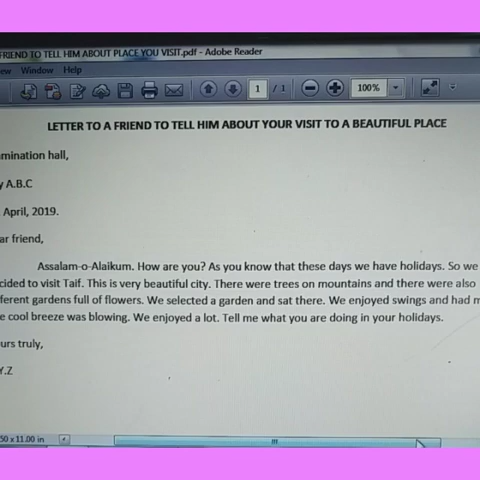 FRIEND TO TELL HIM ABOUT PLACE YOU VISIT.pdf - Adobe Reader
ew Window Help
1 / 1 100%
LETTER TO A FRIEND TO TELL HIM ABOUT YOUR VISIT TO A BEAUTIFUL PLACE
mination hall,
y A.B.C
April, 2019.
ar friend,
Assalam-o-Alaikum. How are you? As you know that these days we have holidays. So we
cided to visit Taif. This is very beautiful city. There were trees on mountains and there were also
ferent gardens full of flowers. We selected a garden and sat there. We enjoyed swings and had m
e cool breeze was blowing. We enjoyed a lot. Tell me what you are doing in your holidays.
urs truly,
Y.Z
50 x 11.00 in